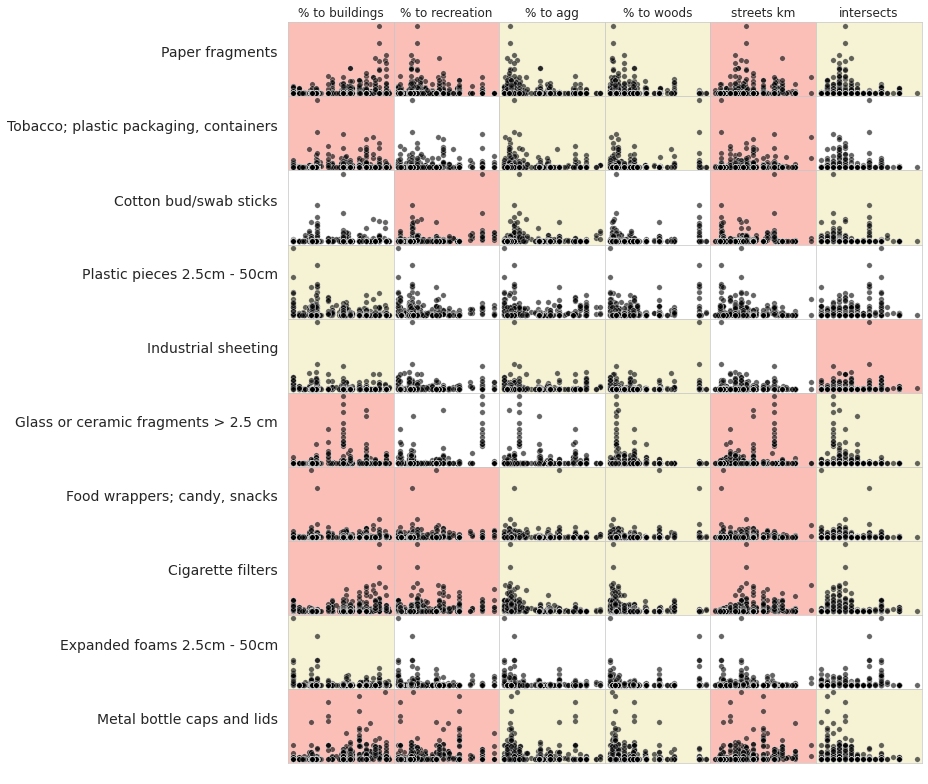 % to buildings % to recreation % to agg % to woods streets km intersects
Paper fragments
Tobacco; plastic packaging, containers
Cotton bud/swab sticks
Plastic pieces 2.5cm - 50cm
Industrial sheeting
Glass or ceramic fragments > 2.5 cm
Food wrappers; candy, snacks
Cigarette filters
Expanded foams 2.5cm - 50cm
Metal bottle caps and lids